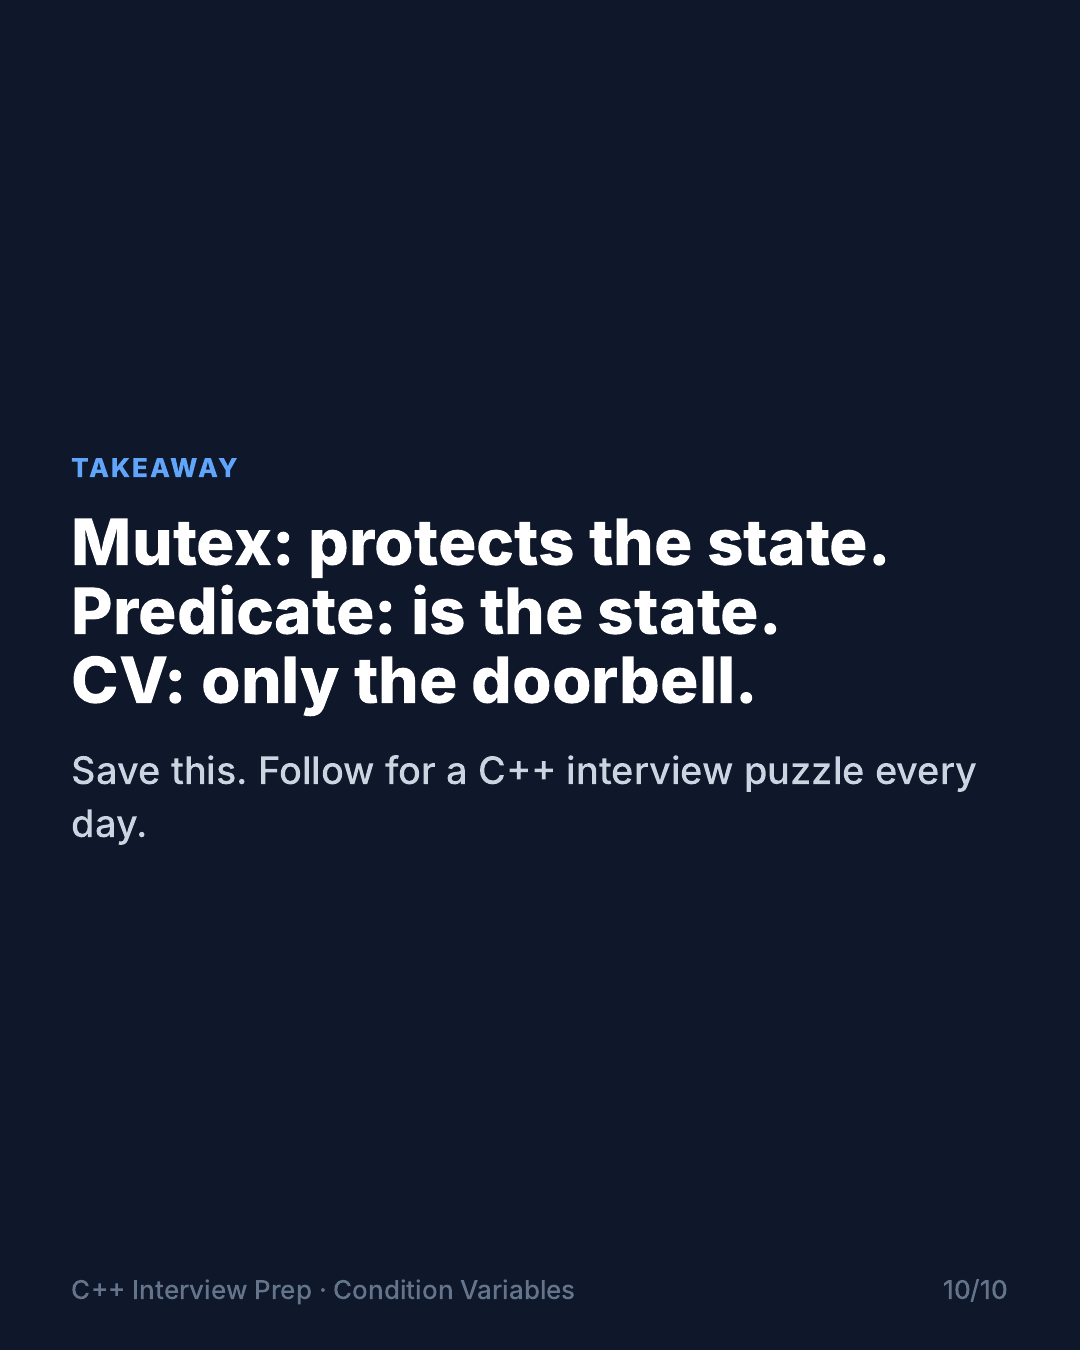 TAKEAWAY
Mutex: protects the state.
Predicate: is the state.
CV: only the doorbell.
Save this. Follow for a C++ interview puzzle every
day.
C++ Interview Prep · Condition Variables
10/10